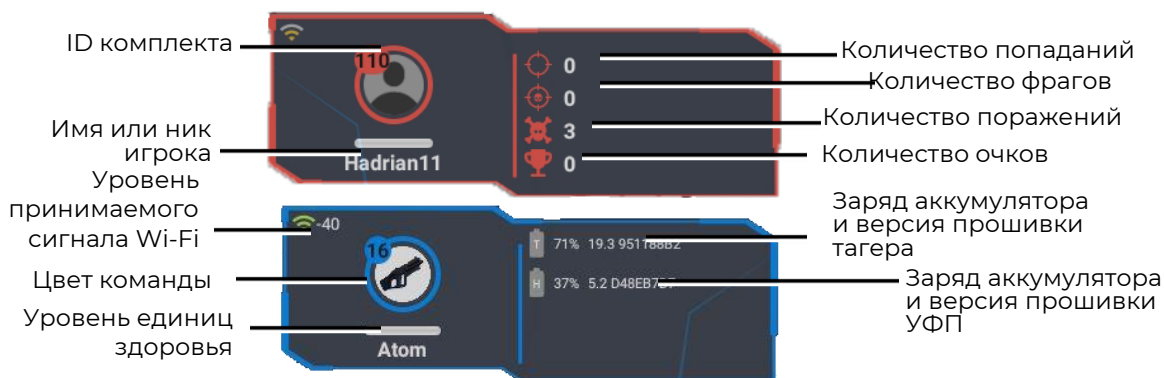 ID комплекта
Имя или ник
игрока
Уровень
принимаемого
сигнала Wi-Fi
Цвет команды
Уровень единиц
здоровья
110
Hadrian11
0
0
3
0
-40
16
Atom
T 71% 19.3 951188B2
H 37% 5.2
Количество попаданий
Количество фрагов
Количество поражений
Количество очков
Заряд аккумулятора
и версия прошивки
тагера
Заряд аккумулятора
и версия прошивки
УФП